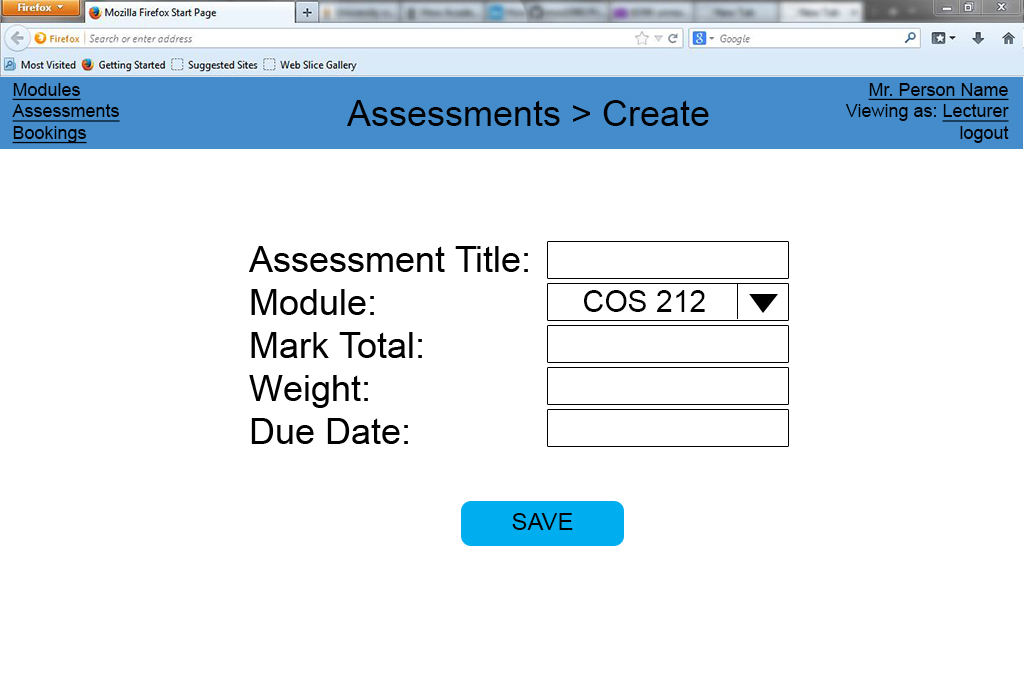 Firefox
Mozilla Firefox Start Page
Firefox Search or enter address
Google
Most Visited Getting Started Suggested Sites Web Slice Gallery
Modules
Assessments
Bookings
Assessments > Create
Mr. Person Name
Viewing as: Lecturer
logout
Assessment Title:
Module: COS 212
Mark Total:
Weight:
Due Date:
SAVE